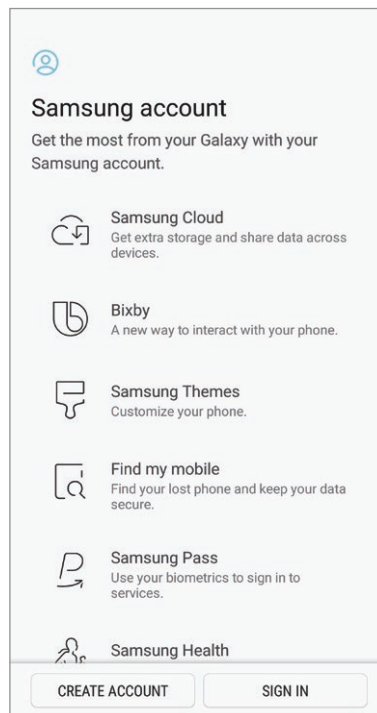 Samsung account
Get the most from your Galaxy with your
Samsung account.
Samsung Cloud
Get extra storage and share data across
devices.
Bixby
A new way to interact with your phone.
Samsung Themes
Customize your phone.
Find my mobile
Find your lost phone and keep your data
secure.
Samsung Pass
Use your biometrics to sign in to
services.
Samsung Health
CREATE ACCOUNT
SIGN IN